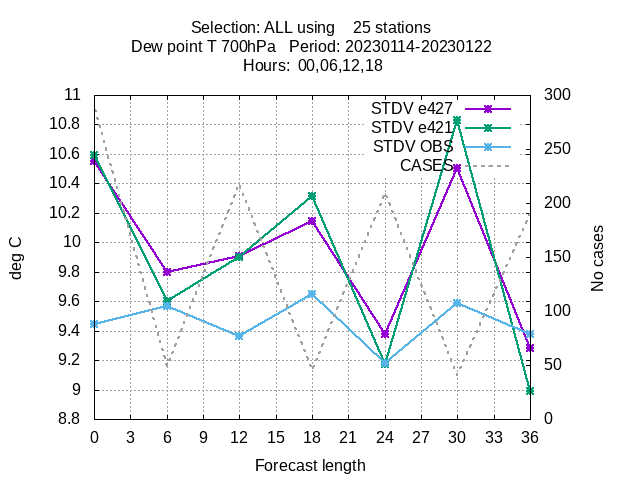 Selection: ALL using 25 stations
Dew point T 700hPa Period: 20230114-20230122
Hours: 00,06,12,18
STDV e427
STDV e421
STDV OBS
CASES
11
10.8
10.6
10.4
10.2
10
9.8
9.6
9.4
9.2
9
8.8
deg C
300
250
200
150
100
50
0
No cases
0 3 6 9 12 15 18 21 24 27 30 33 36
Forecast length